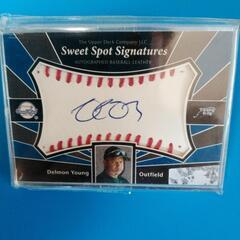 The Upper Deck Company LLC
Sweet Spot Signatures
AUTOGRAPHED BASEBALL LEATHER
Delmon Young
Outfield